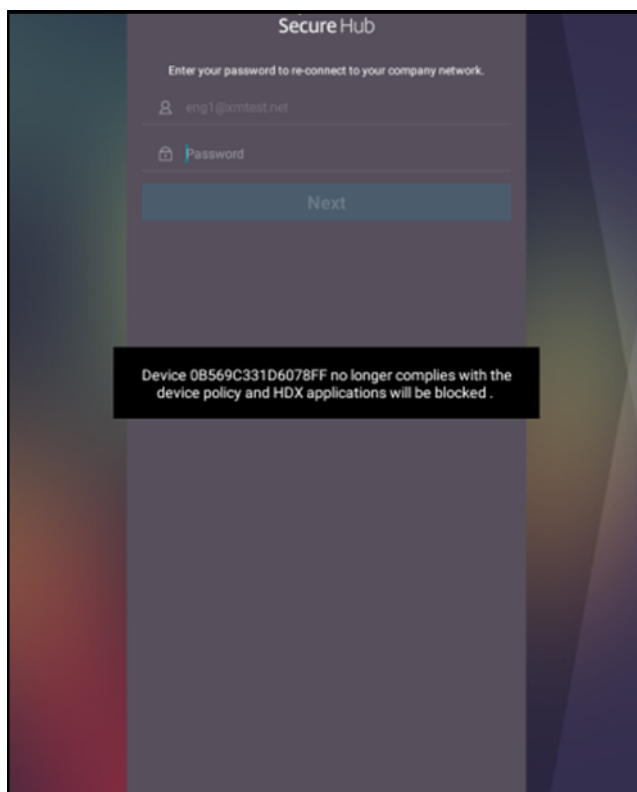 Secure Hub
Enter your password to re-connect to your company network.
eng1@xmtest.net
Password
Next
Device 0B569C331D6078FF no longer complies with the
device policy and HDX applications will be blocked .